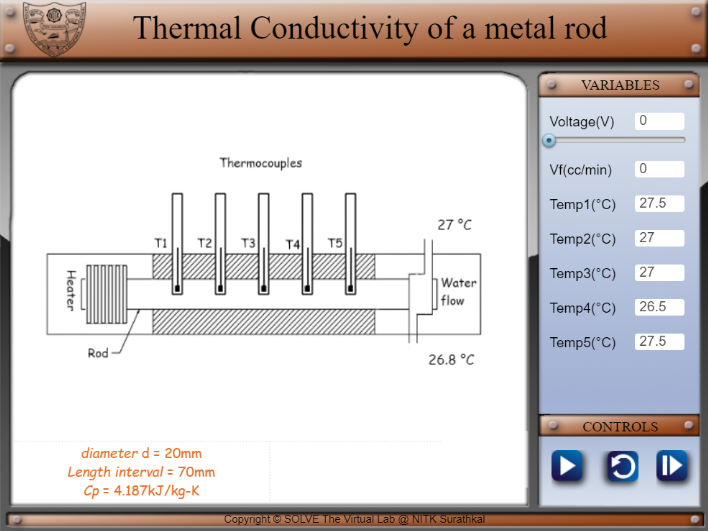 Thermal Conductivity of a metal rod
Thermocouples
T1 T2 T3 T4 T5
27 °C
Heater
Water
flow
Rod
26.8 °C
diameter d = 20mm
Length interval = 70mm
Cp = 4.187kJ/kg-K
VARIABLES
Voltage(V) 0
Vf(cc/min) 0
Temp1(°C) 27.5
Temp2(°C) 27
Temp3(°C) 27
Temp4(°C) 26.5
Temp5(°C) 27.5
CONTROLS
Copyright © SOLVE The Virtual Lab @ NITK Surathkal